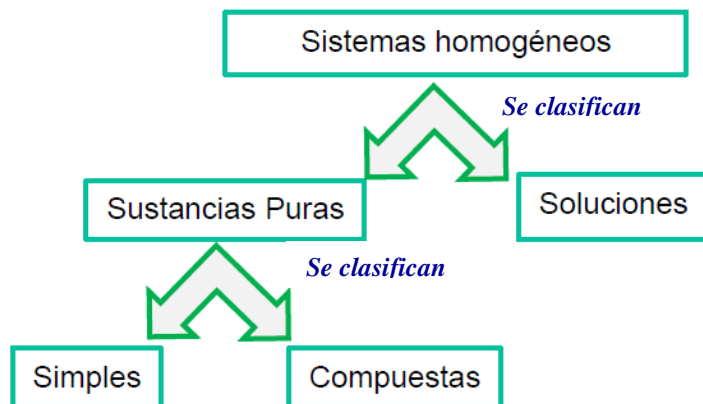 Sistemas homogéneos
Se clasifican
Sustancias Puras
Soluciones
Se clasifican
Simples
Compuestas